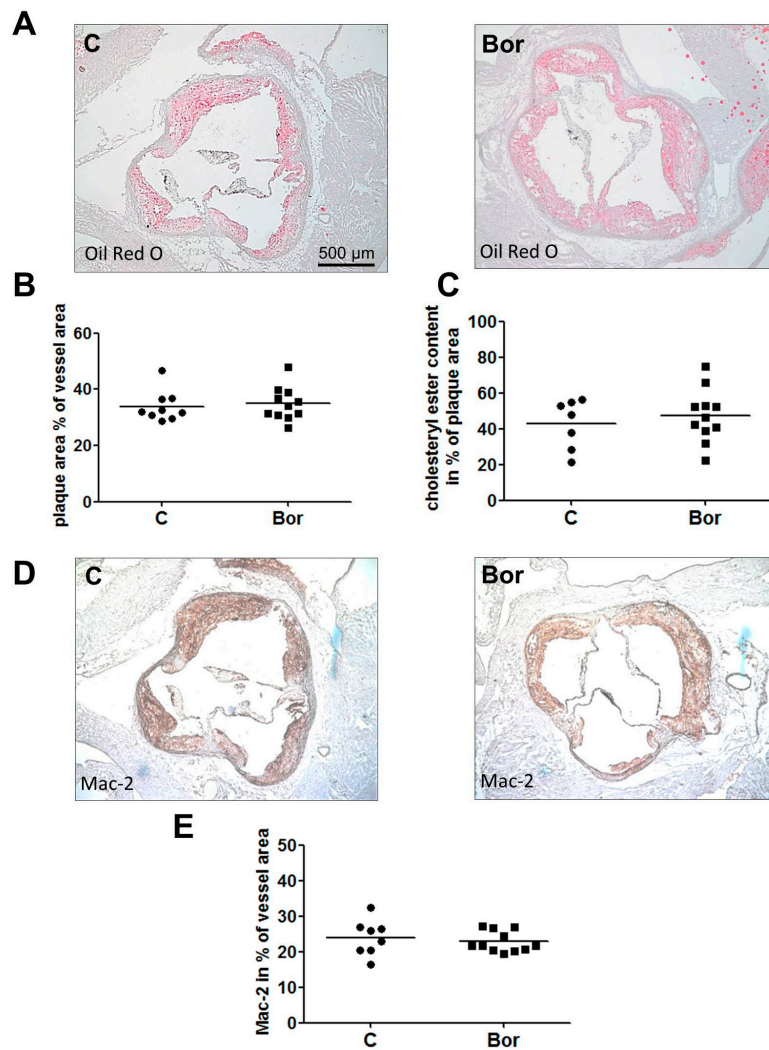 A
C
Oil Red O
500 µm
Bor
Oil Red O
B
plaque area % of vessel area
60
40
20
0
C
Bor
C
cholesteryl ester content
in % of plaque area
100
80
60
40
20
0
C
Bor
D
C
Mac-2
Bor
Mac-2
E
Mac-2 in % of vessel area
50
40
30
20
10
0
C
Bor